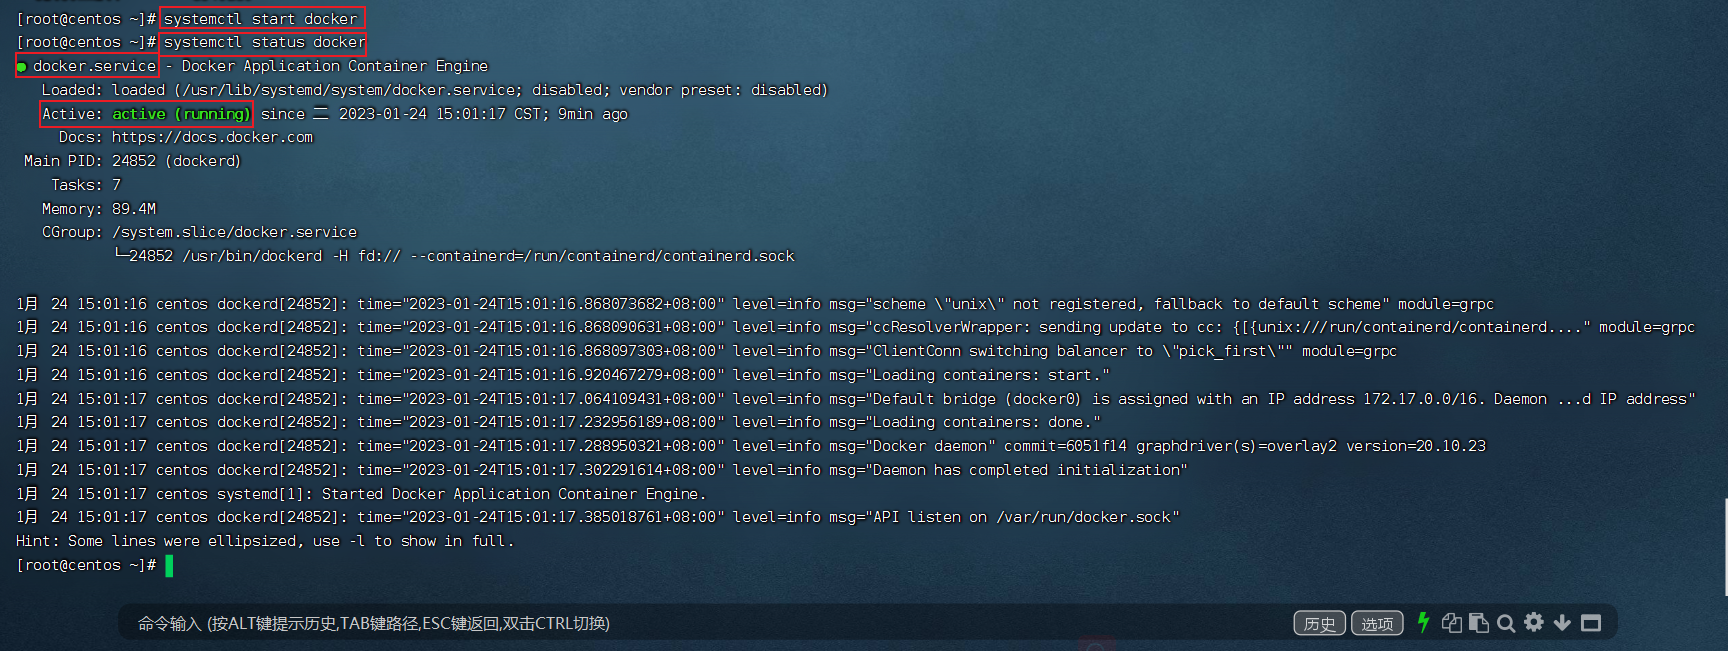 [root@centos ~]# systemctl start docker
[root@centos ~]# systemctl status docker
● docker.service - Docker Application Container Engine
Loaded: loaded (/usr/lib/systemd/system/docker.service; disabled; vendor preset: disabled)
Active: active (running) since 二 2023-01-24 15:01:17 CST; 9min ago
Docs: https://docs.docker.com
Main PID: 24852 (dockerd)
Tasks: 7
Memory: 89.4M
CGroup: /system.slice/docker.service
└─24852 /usr/bin/dockerd -H fd:// --containerd=/run/containerd/containerd.sock
1月 24 15:01:16 centos dockerd[24852]: time="2023-01-24T15:01:16.868073682+08:00" level=info msg="scheme \"unix\" not registered, fallback to default scheme" module=grpc
1月 24 15:01:16 centos dockerd[24852]: time="2023-01-24T15:01:16.868090631+08:00" level=info msg="ccResolverWrapper: sending update to cc: {[{unix:///run/containerd/containerd...." module=grpc
1月 24 15:01:16 centos dockerd[24852]: time="2023-01-24T15:01:16.868097303+08:00" level=info msg="ClientConn switching balancer to \"pick_first\"" module=grpc
1月 24 15:01:16 centos dockerd[24852]: time="2023-01-24T15:01:16.920467279+08:00" level=info msg="Loading containers: start."
1月 24 15:01:17 centos dockerd[24852]: time="2023-01-24T15:01:17.064109431+08:00" level=info msg="Default bridge (docker0) is assigned with an IP address 172.17.0.0/16. Daemon ...d IP address"
1月 24 15:01:17 centos dockerd[24852]: time="2023-01-24T15:01:17.232956189+08:00" level=info msg="Loading containers: done."
1月 24 15:01:17 centos dockerd[24852]: time="2023-01-24T15:01:17.288950321+08:00" level=info msg="Docker daemon" commit=6051f14 graphdriver(s)=overlay2 version=20.10.23
1月 24 15:01:17 centos dockerd[24852]: time="2023-01-24T15:01:17.302291614+08:00" level=info msg="Daemon has completed initialization"
1月 24 15:01:17 centos systemd[1]: Started Docker Application Container Engine.
1月 24 15:01:17 centos dockerd[24852]: time="2023-01-24T15:01:17.385018761+08:00" level=info msg="API listen on /var/run/docker.sock"
Hint: Some lines were ellipsized, use -l to show in full.
[root@centos ~]#
命令输入 (按ALT键提示历史,TAB键路径,ESC键返回,双击CTRL切换) 历史 选项